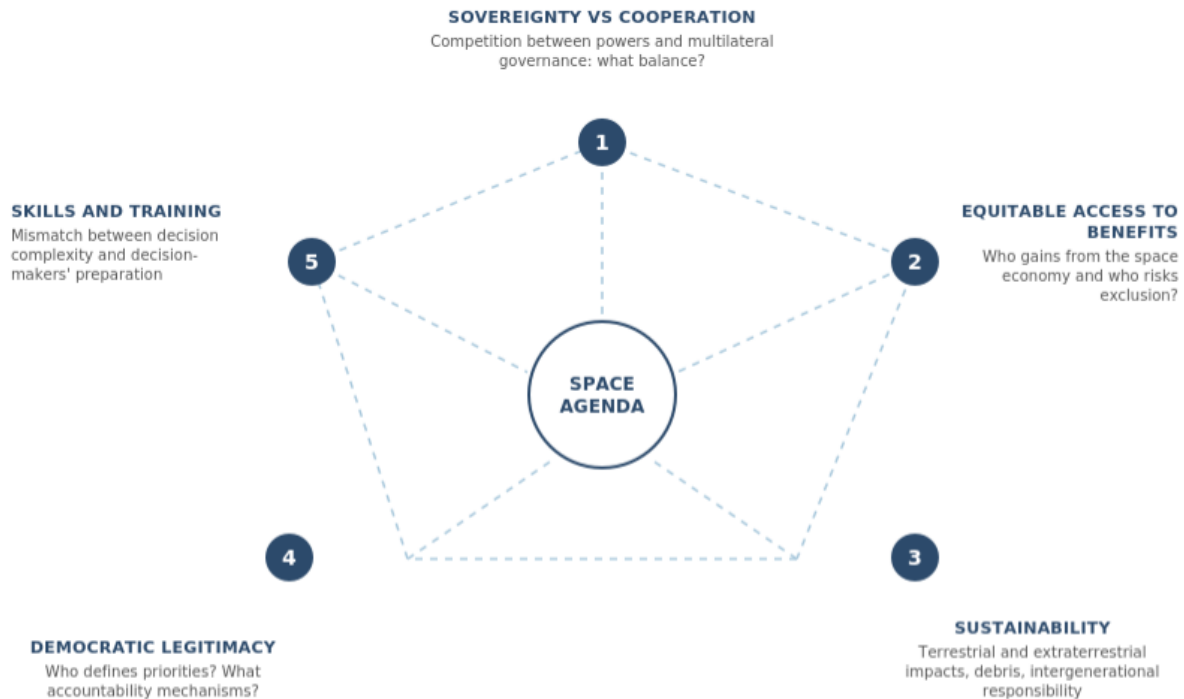 SOVEREIGNTY VS COOPERATION
Competition between powers and multilateral
governance: what balance?
1
SKILLS AND TRAINING
Mismatch between decision
complexity and decision-
makers' preparation
5
EQUITABLE ACCESS TO
BENEFITS
Who gains from the space
economy and who risks
exclusion?
2
SPACE
AGENDA
4
DEMOCRATIC LEGITIMACY
Who defines priorities? What
accountability mechanisms?
3
SUSTAINABILITY
Terrestrial and extraterrestrial
impacts, debris, intergenerational
responsibility